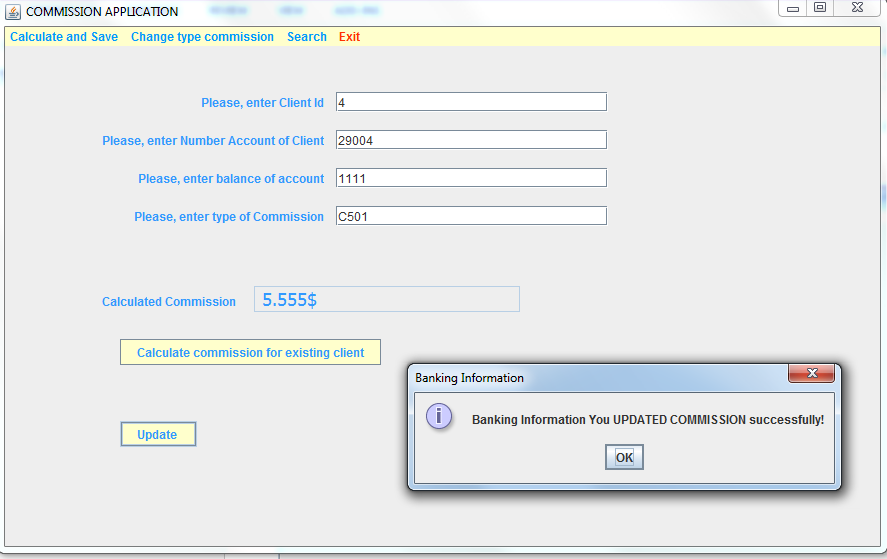 COMMISSION APPLICATION
Calculate and Save Change type commission Search Exit
Please, enter Client Id 4
Please, enter Number Account of Client 29004
Please, enter balance of account 1111
Please, enter type of Commission C501
Calculated Commission 5.555$
Calculate commission for existing client
Banking Information
Banking Information You UPDATED COMMISSION successfully!
Update
OK